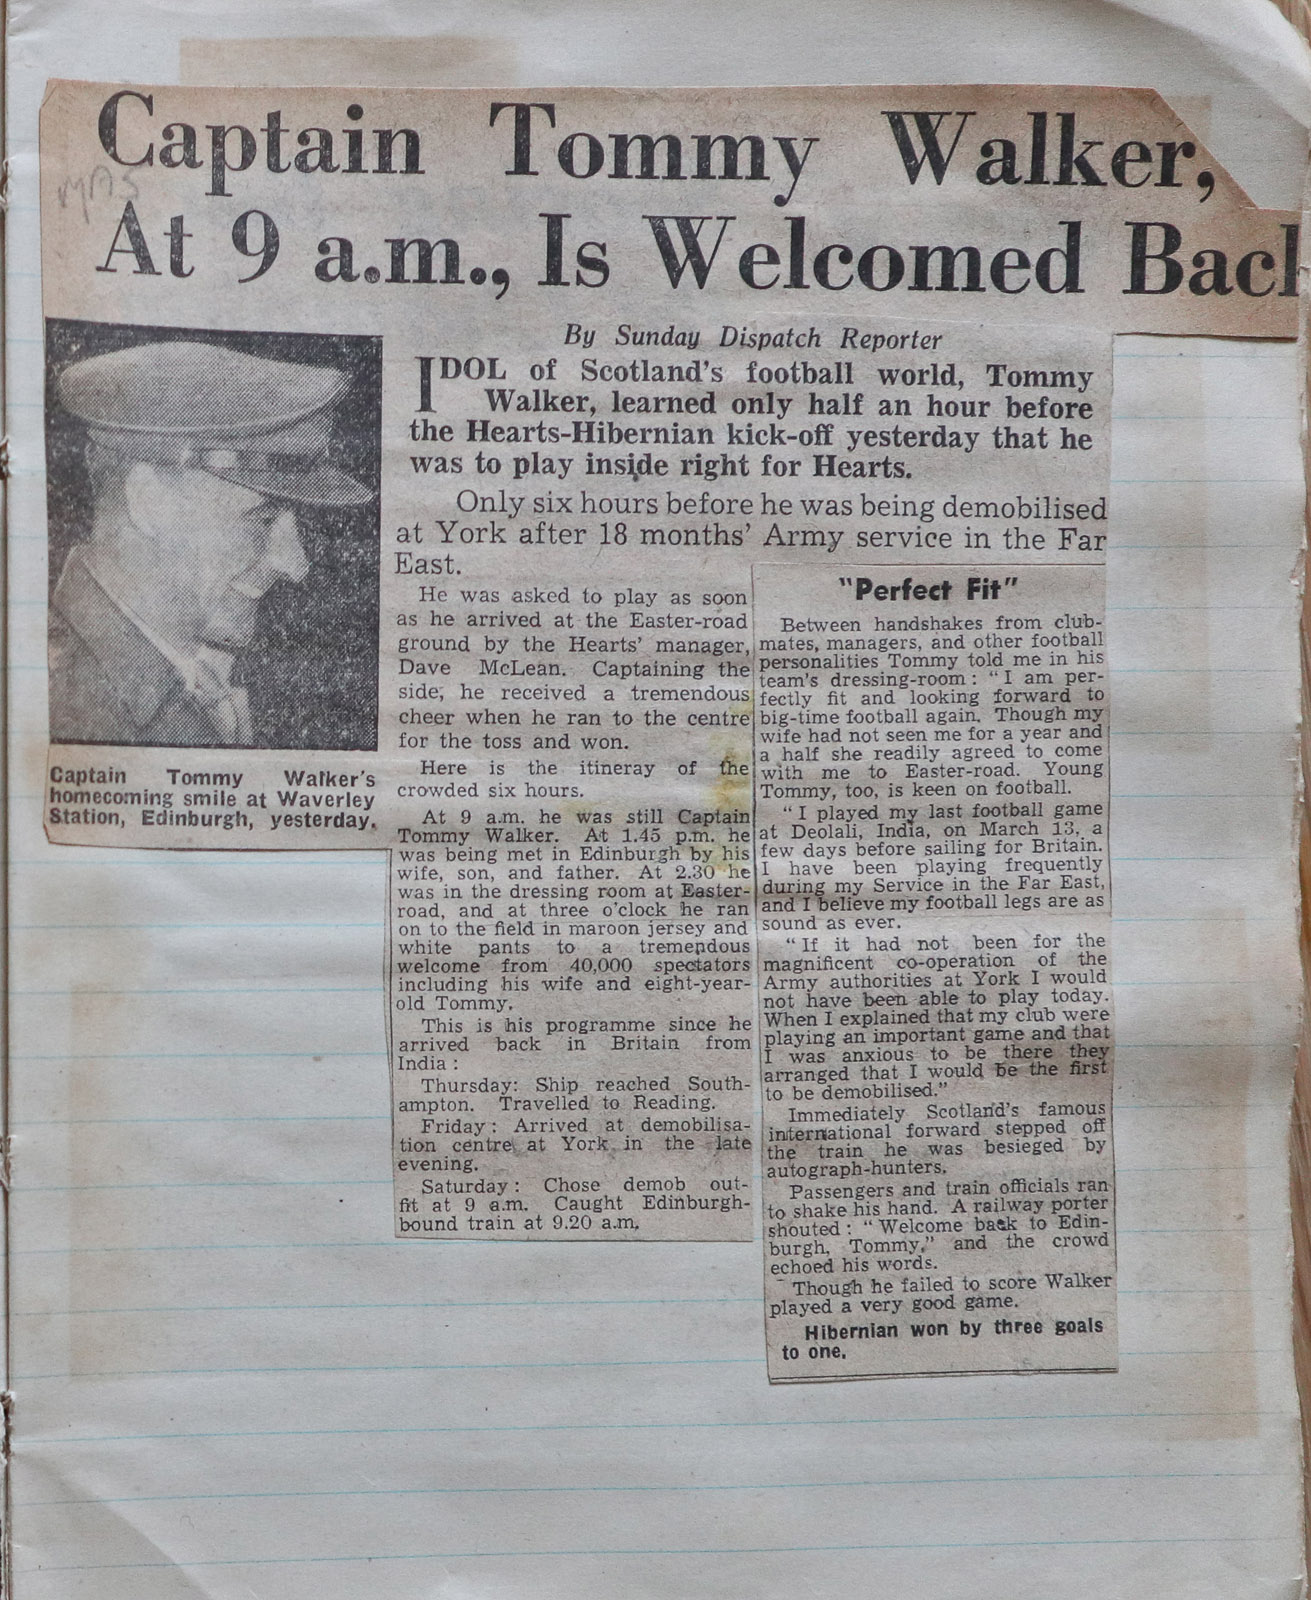 Captain Tommy Walker,
At 9 a.m., Is Welcomed Back
By Sunday Dispatch Reporter
IDOL of Scotland's football world, Tommy
Walker, learned only half an hour before
the Hearts-Hibernian kick-off yesterday that he
was to play inside right for Hearts.
Only six hours before he was being demobilised
at York after 18 months' Army service in the Far
East.
He was asked to play as soon
as he arrived at the Easter-road
ground by the Hearts' manager,
Dave McLean. Captaining the
side, he received a tremendous
cheer when he ran to the centre
for the toss and won.
Here is the itineray of the
crowded six hours.
At 9 a.m. he was still Captain
Tommy Walker. At 1.45 p.m. he
was being met in Edinburgh by his
wife, son, and father. At 2.30 he
was in the dressing room at Easter-
road, and at three o'clock he ran
on to the field in maroon jersey and
white pants to a tremendous
welcome from 40,000 spectators
including his wife and eight-year-
old Tommy.
This is his programme since he
arrived back in Britain from
India :
Thursday: Ship reached South-
ampton. Travelled to Reading.
Friday : Arrived at demobilisa-
tion centre at York in the late
evening.
Saturday : Chose demob out-
fit at 9 a.m. Caught Edinburgh-
bound train at 9.20 a.m.
"Perfect Fit"
Between handshakes from club-
mates, managers, and other football
personalities Tommy told me in his
team's dressing-room : "I am per-
fectly fit and looking forward to
big-time football again. Though my
wife had not seen me for a year and
a half she readily agreed to come
with me to Easter-road. Young
Tommy, too, is keen on football.
"I played my last football game
at Deolali, India, on March 13, a
few days before sailing for Britain.
I have been playing frequently
during my Service in the Far East,
and I believe my football legs are as
sound as ever.
"If it had not been for the
magnificent co-operation of the
Army authorities at York I would
not have been able to play today.
When I explained that my club were
playing an important game and that
I was anxious to be there they
arranged that I would be the first
to be demobilised."
Immediately Scotland's famous
international forward stepped off
the train he was besieged by
autograph-hunters.
Passengers and train officials ran
to shake his hand. A railway porter
shouted : "Welcome back to Edin-
burgh, Tommy," and the crowd
echoed his words.
Though he failed to score Walker
played a very good game.
Hibernian won by three goals
to one.
Captain Tommy Walker's
homecoming smile at Waverley
Station, Edinburgh, yesterday.